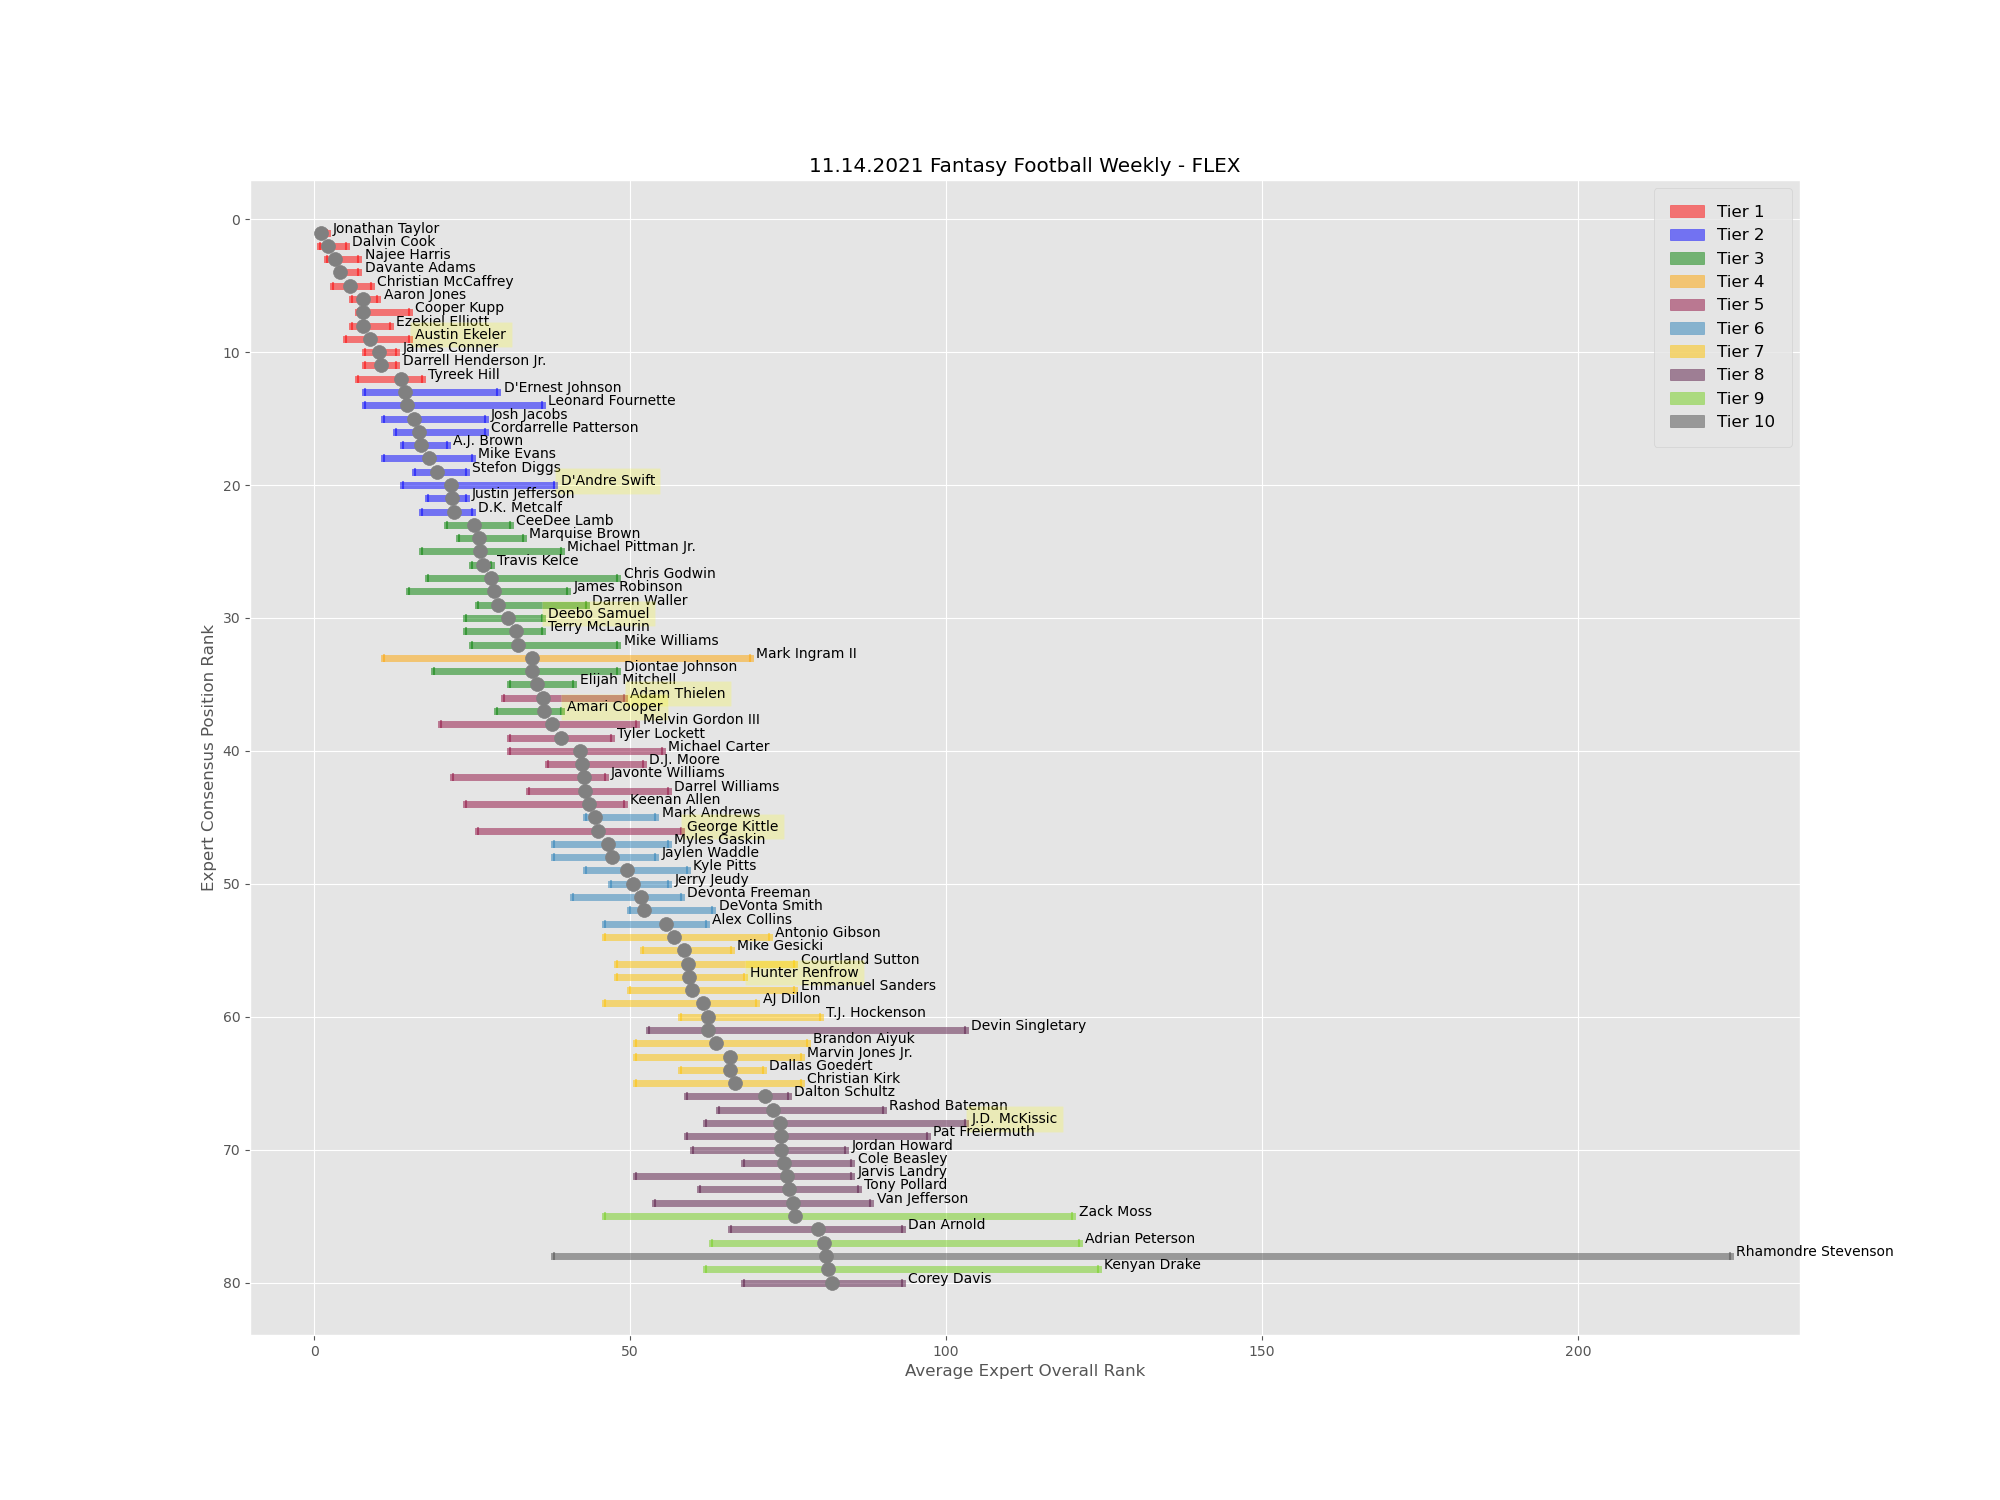 11.14.2021 Fantasy Football Weekly - FLEX
Tier 1
Tier 2
Tier 3
Tier 4
Tier 5
Tier 6
Tier 7
Tier 8
Tier 9
Tier 10
Expert Consensus Position Rank
0
10
20
30
40
50
60
70
80
Jonathan Taylor
Dalvin Cook
Najee Harris
Davante Adams
Christian McCaffrey
Aaron Jones
Cooper Kupp
Ezekiel Elliott
Austin Ekeler
James Conner
Darrell Henderson Jr.
Tyreek Hill
D'Ernest Johnson
Leonard Fournette
Josh Jacobs
Cordarrelle Patterson
A.J. Brown
Mike Evans
Stefon Diggs
D'Andre Swift
Justin Jefferson
D.K. Metcalf
CeeDee Lamb
Marquise Brown
Michael Pittman Jr.
Travis Kelce
Chris Godwin
James Robinson
Darren Waller
Deebo Samuel
Terry McLaurin
Mike Williams
Mark Ingram II
Diontae Johnson
Elijah Mitchell
Adam Thielen
Amari Cooper
Melvin Gordon III
Tyler Lockett
Michael Carter
D.J. Moore
Javonte Williams
Darrel Williams
Keenan Allen
Mark Andrews
George Kittle
Myles Gaskin
Jaylen Waddle
Kyle Pitts
Jerry Jeudy
Devonta Freeman
DeVonta Smith
Alex Collins
Antonio Gibson
Mike Gesicki
Courtland Sutton
Hunter Renfrow
Emmanuel Sanders
AJ Dillon
T.J. Hockenson
Devin Singletary
Brandon Aiyuk
Marvin Jones Jr.
Dallas Goedert
Christian Kirk
Dalton Schultz
Rashod Bateman
J.D. McKissic
Pat Freiermuth
Jordan Howard
Cole Beasley
Jarvis Landry
Tony Pollard
Van Jefferson
Zack Moss
Dan Arnold
Adrian Peterson
Rhamondre Stevenson
Kenyan Drake
Corey Davis
0
50
100
150
200
Average Expert Overall Rank